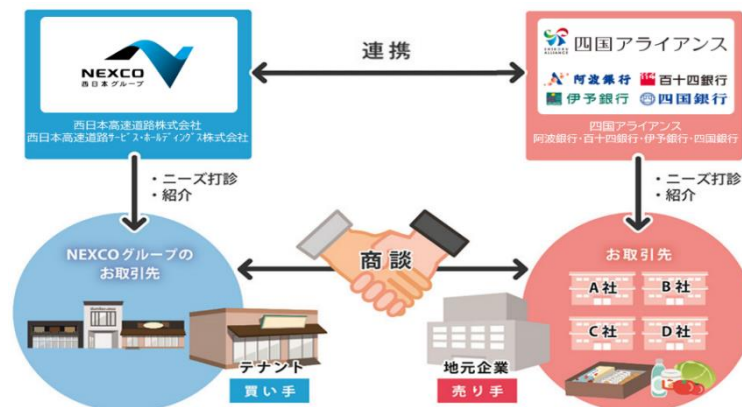 NEXCO
西日本グループ
西日本高速道路株式会社
西日本高速道路サービス・ホールディングス株式会社
連携
SHIKOKU ALLIANCE
四国アライアンス
阿波銀行
114
百十四銀行
伊予銀行
四国銀行
四国アライアンス
阿波銀行・百十四銀行・伊予銀行・四国銀行
・ニーズ打診
・紹介
・ニーズ打診
・紹介
NEXCOグループの
お取引先
商談
お取引先
A社
B社
C社
D社
テナント
買い手
地元企業
売り手